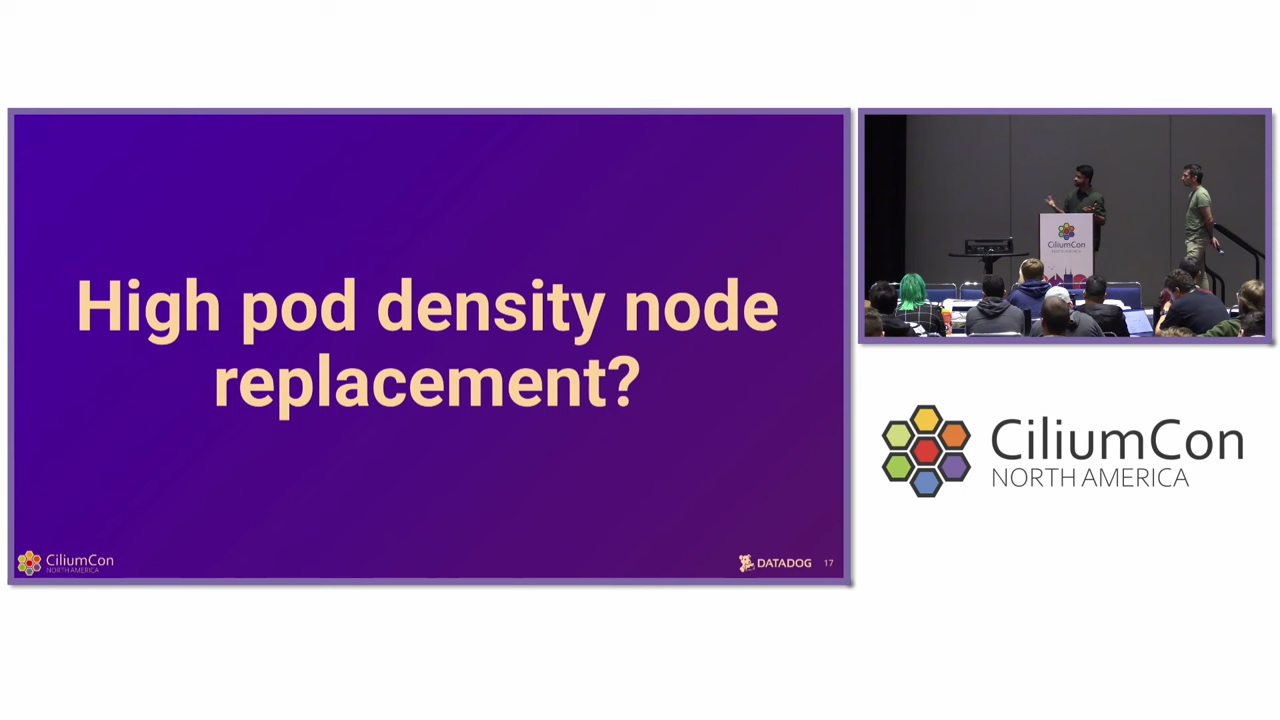 High pod density node
replacement?
CiliumCon
NORTH AMERICA
DATADOG
17
CiliumCon
CiliumCon
NORTH AMERICA